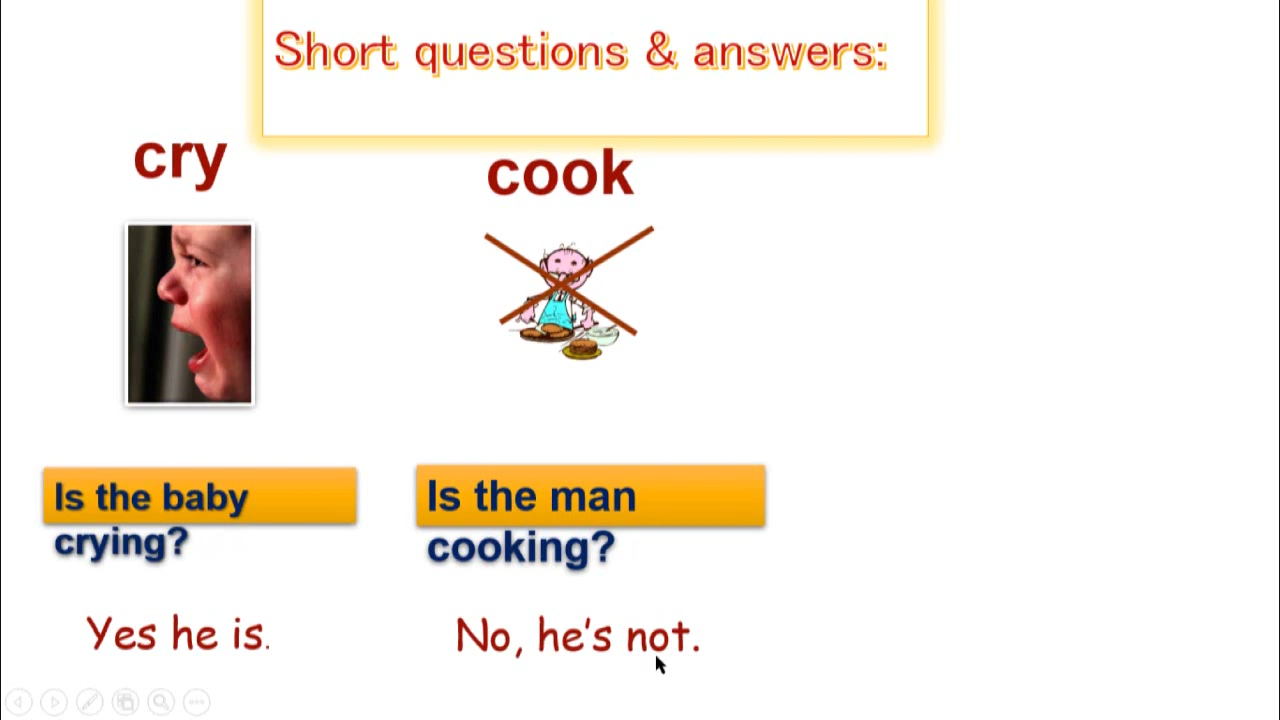 Short questions & answers:
cry
cook
Is the baby
crying?
Is the man
cooking?
Yes he is.
No, he's not.